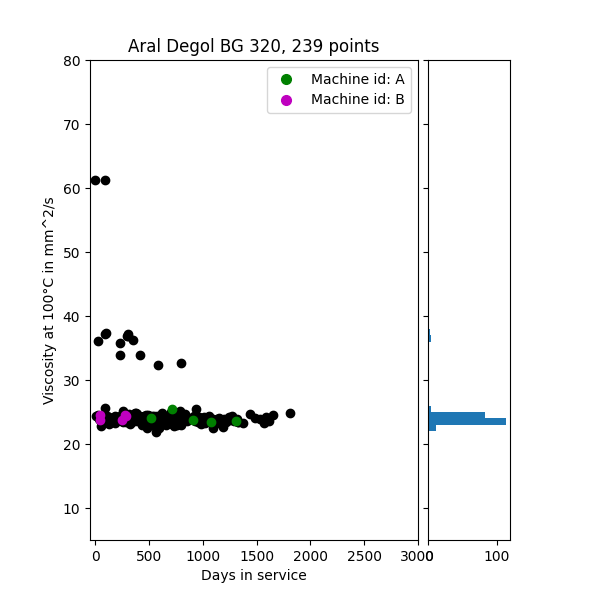 Aral Degol BG 320, 239 points
Machine id: A
Machine id: B
Viscosity at 100°C in mm^2/s
80
70
60
50
40
30
20
10
0 500 1000 1500 2000 2500 3000
0 100
Days in service